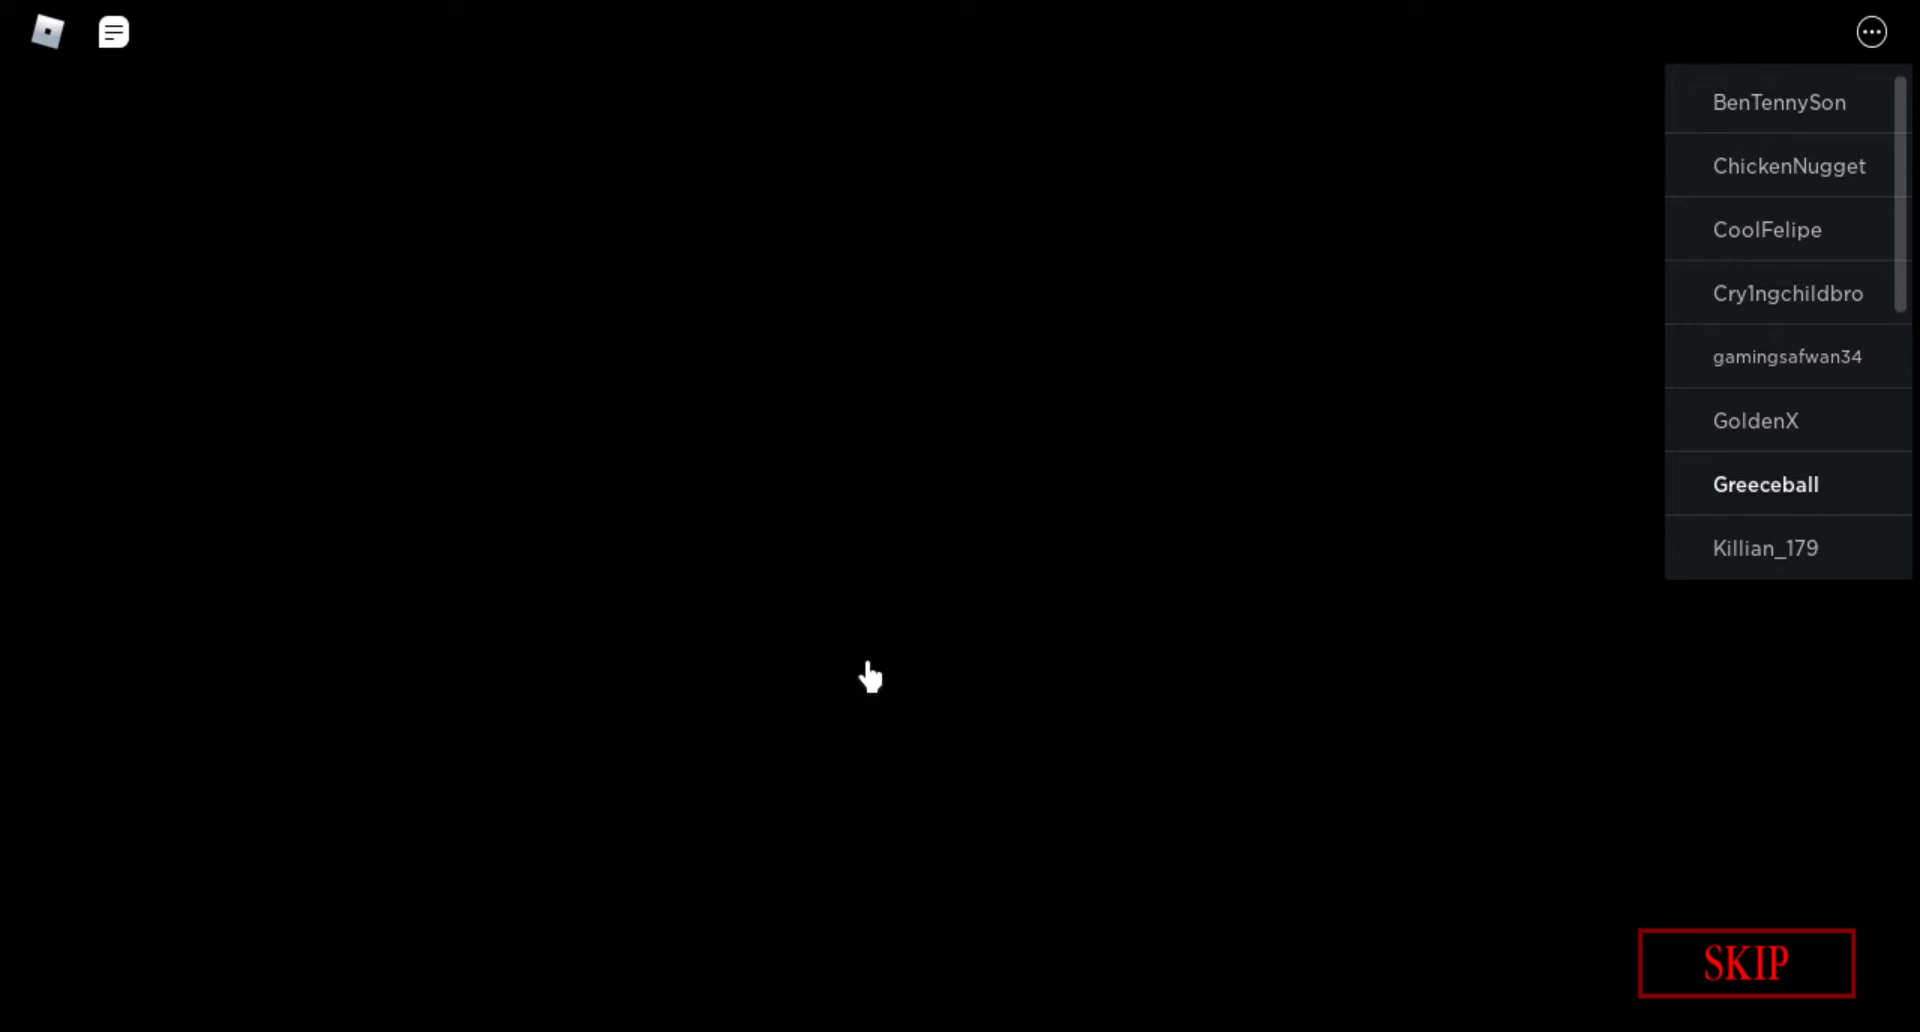 BenTennySon
ChickenNugget
CoolFelipe
Cry1ngchildbro
gamingsafwan34
GoldenX
Greeceball
Killian_179
SKIP